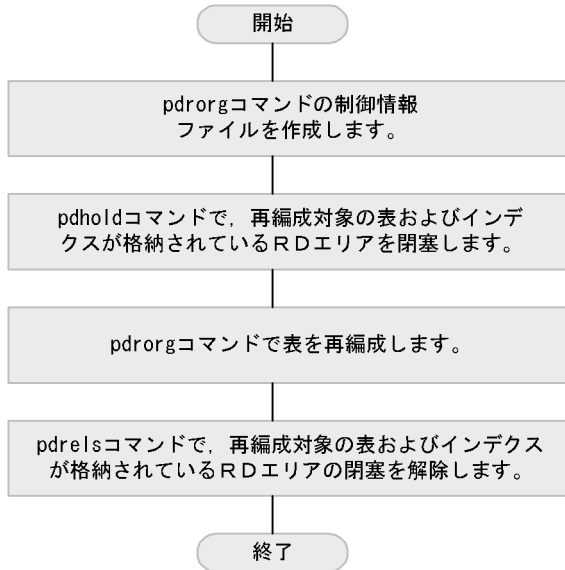 開始
pdrorgコマンドの制御情報
ファイルを作成します。
pdholdコマンドで，再編成対象の表およびインデ
クスが格納されているＲＤエリアを閉塞します。
pdrorgコマンドで表を再編成します。
pdrelsコマンドで，再編成対象の表およびインデクス
が格納されているＲＤエリアの閉塞を解除します。
終了